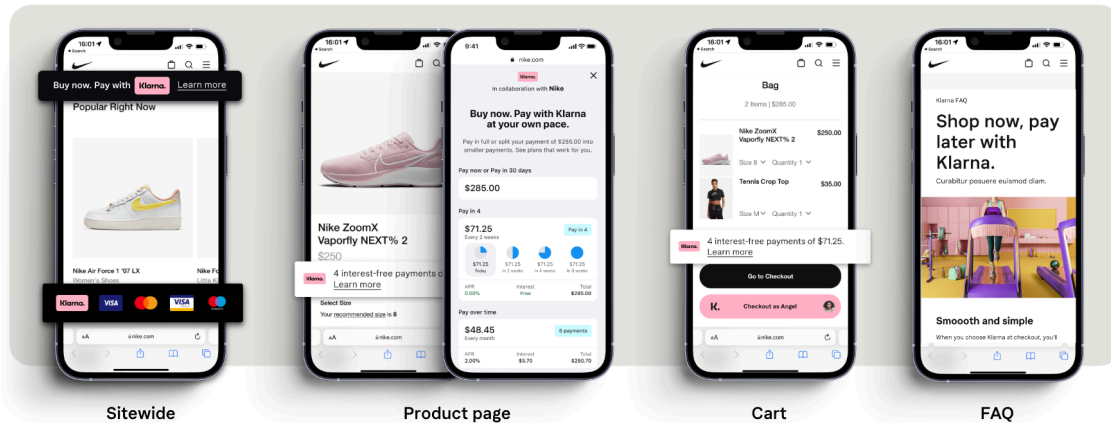 16:01
Search
Buy now. Pay with Klarna. Learn more
Popular Right Now
Nike Air Force 1 '07 LX
Women's Shoes
Nike Fo
Little Ki
Klarna. VISA VISA
AA nike.com
Sitewide
16:01
Search
Nike ZoomX
Vaporfly NEXT% 2
$250
Klarna. 4 interest-free payments o
Learn more
Select Size
Your recommended size is 8
AA nike.com
9:41
nike.com
Klarna.
In collaboration with Nike
Buy now. Pay with Klarna
at your own pace.
Pay in full or split your payment of $285.00 into
smaller payments. See plans that work for you.
Pay now or Pay in 30 days
$285.00
Pay in 4
$71.25 Pay in 4
Every 2 weeks
$71.25 $71.25 $71.25 $71.25
Today In 2 weeks In 4 weeks In 6 weeks
APR Interest Total
0.00% Free $285.00
Pay over time
$48.45 6 payments
Every month
APR Interest Total
2.00% $5.70 $290.70
Product page
16:01
Search
Bag
2 Items | $285.00
Nike ZoomX $250.00
Vaporfly NEXT% 2
Size 8 Quantity 1
Tennis Crop Top $35.00
Size M Quantity 1
Klarna. 4 interest-free payments of $71.25.
Learn more
Go to Checkout
K. Checkout as Angel
AA nike.com
Cart
16:01
Search
Klarna FAQ
Shop now, pay
later with
Klarna.
Curabitur posuere euismod diam.
Smoooth and simple
When you choose Klarna at checkout, you'll
AA nike.com
FAQ